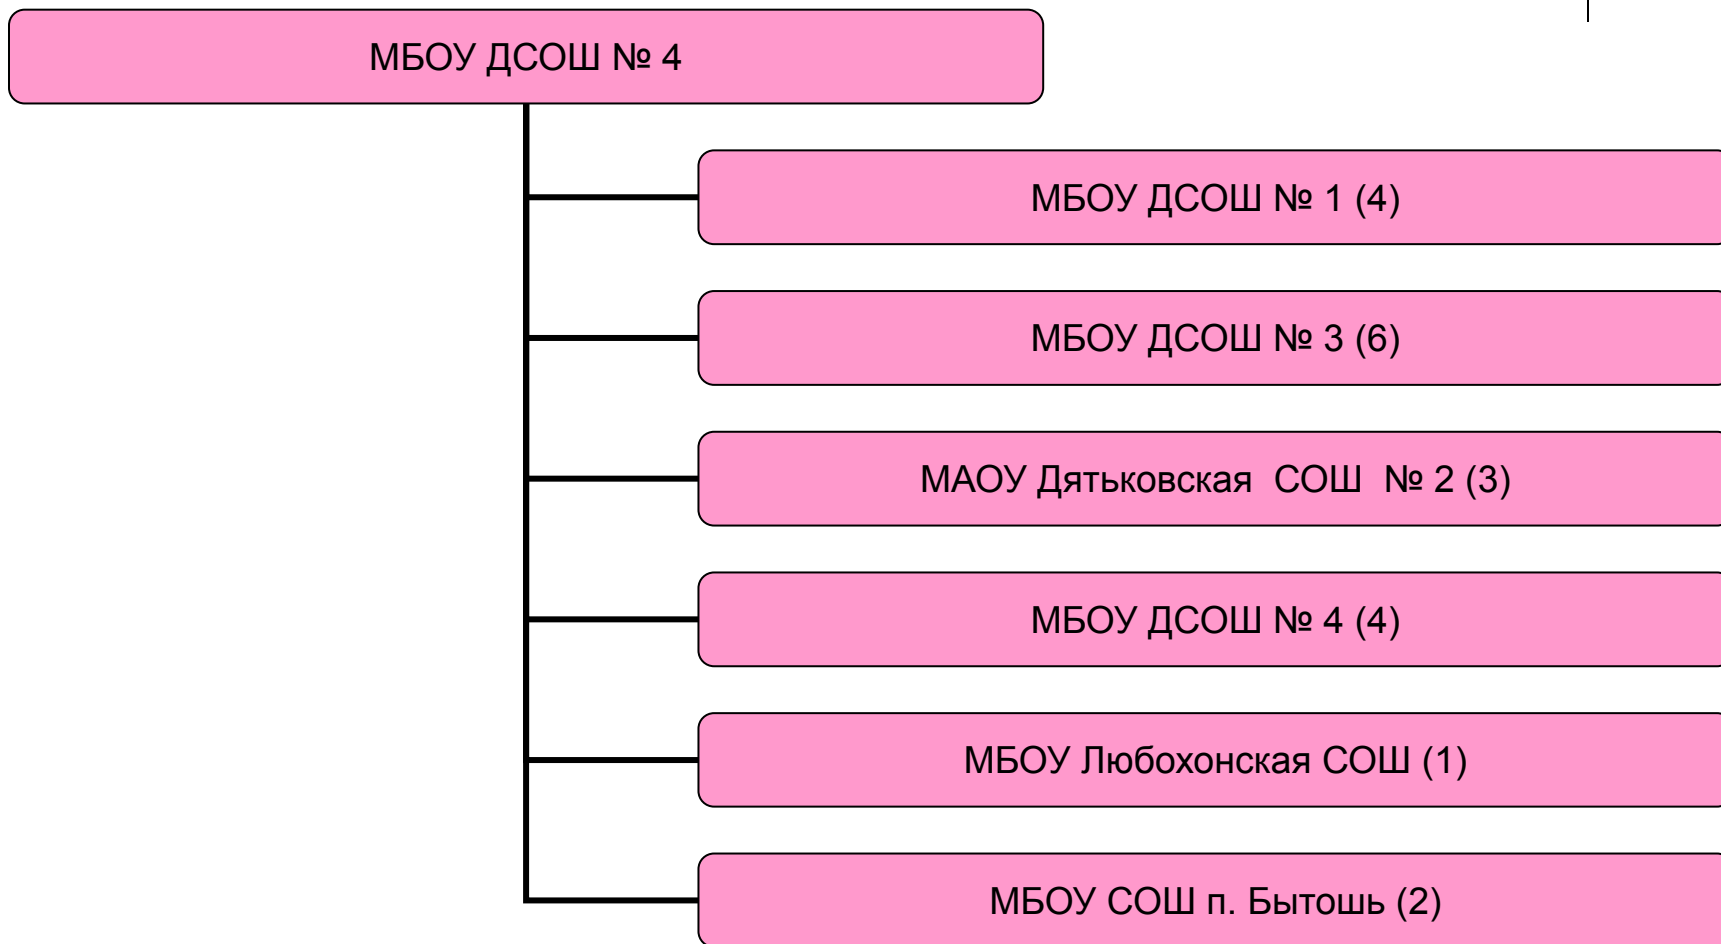 МБОУ ДСОШ № 4
МБОУ ДСОШ № 1 (4)
МБОУ ДСОШ № 3 (6)
МАОУ Дятьковская СОШ № 2 (3)
МБОУ ДСОШ № 4 (4)
МБОУ Любохонская СОШ (1)
МБОУ СОШ п. Бытошь (2)